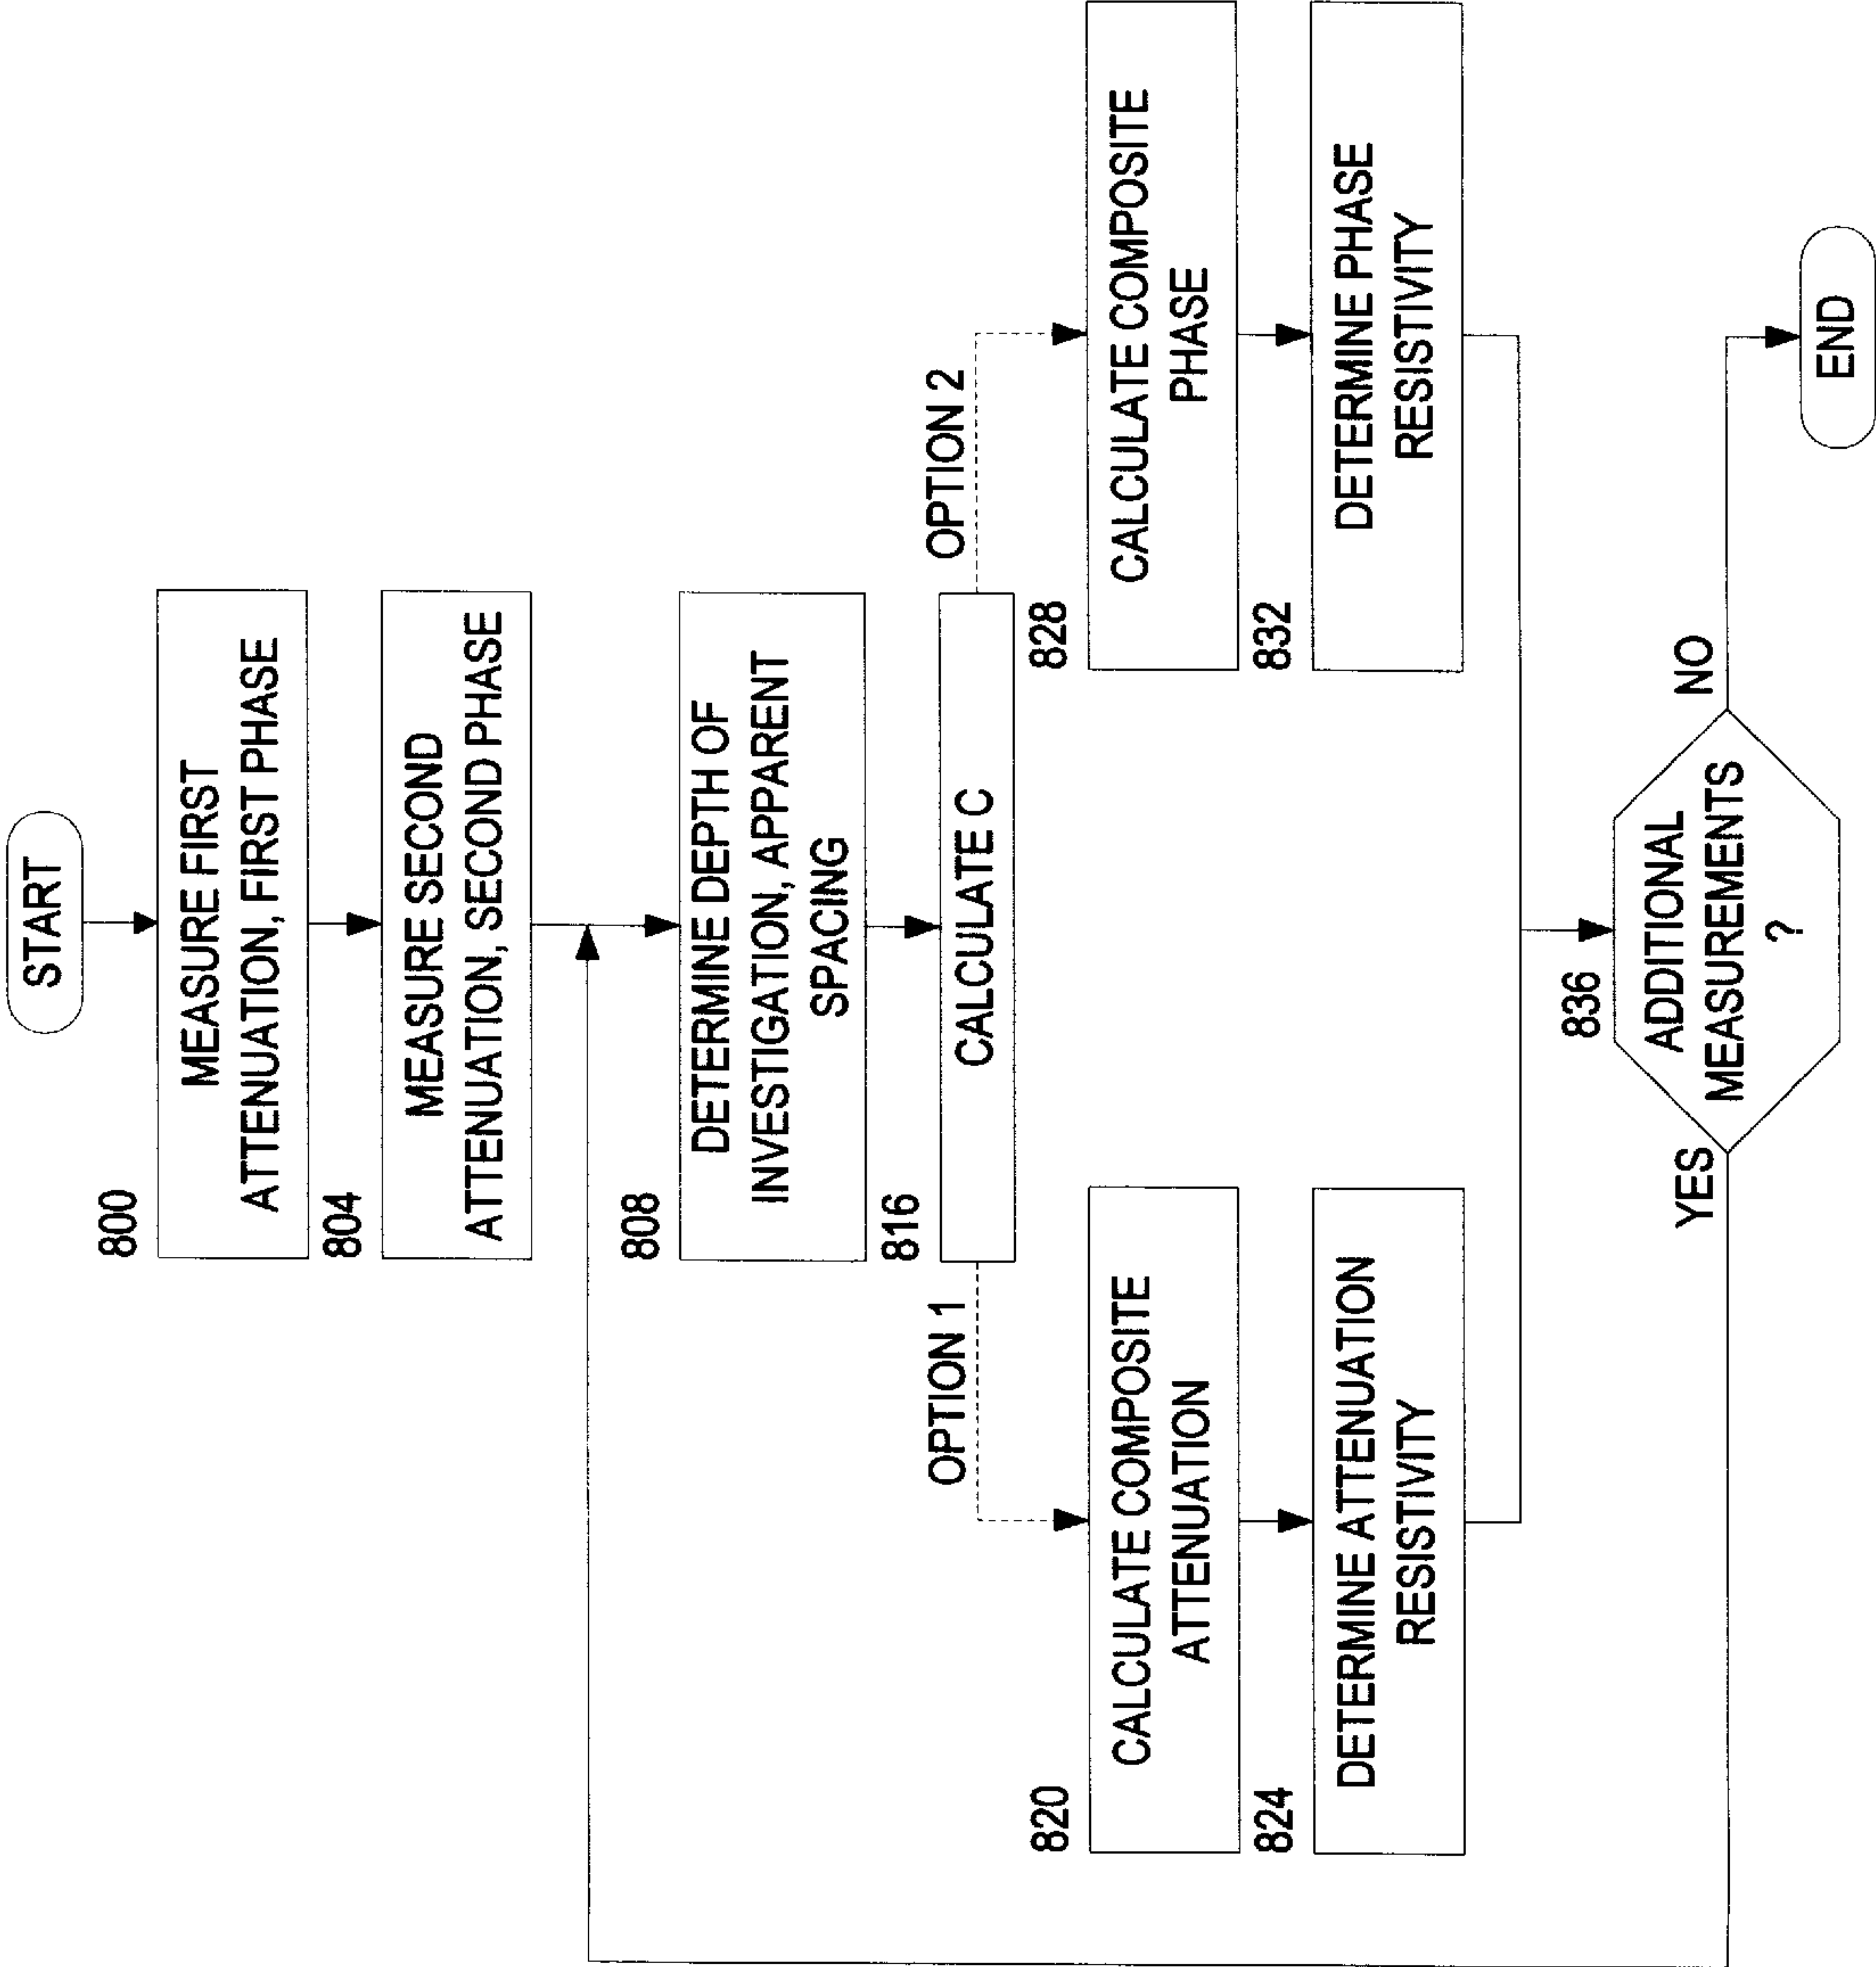 START
800
MEASURE FIRST
ATTENUATION, FIRST PHASE
804
MEASURE SECOND
ATTENUATION, SECOND PHASE
808
DETERMINE DEPTH OF
INVESTIGATION, APPARENT
SPACING
816
CALCULATE C
OPTION 1
820
CALCULATE COMPOSITE
ATTENUATION
824
DETERMINE ATTENUATION
RESISTIVITY
OPTION 2
828
CALCULATE COMPOSITE
PHASE
832
DETERMINE PHASE
RESISTIVITY
836
ADDITIONAL
MEASUREMENTS
?
YES
NO
END